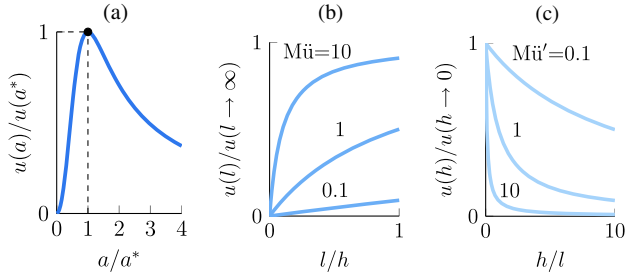 (a)
1
0
u(a)/u(a*)
0 1 2 3 4
a/a*
(b)
1
0
u(l)/u(l → ∞)
Mü=10
1
0.1
0 1
l/h
(c)
1
0
u(h)/u(h → 0)
Mü′=0.1
1
10
0 10
h/l